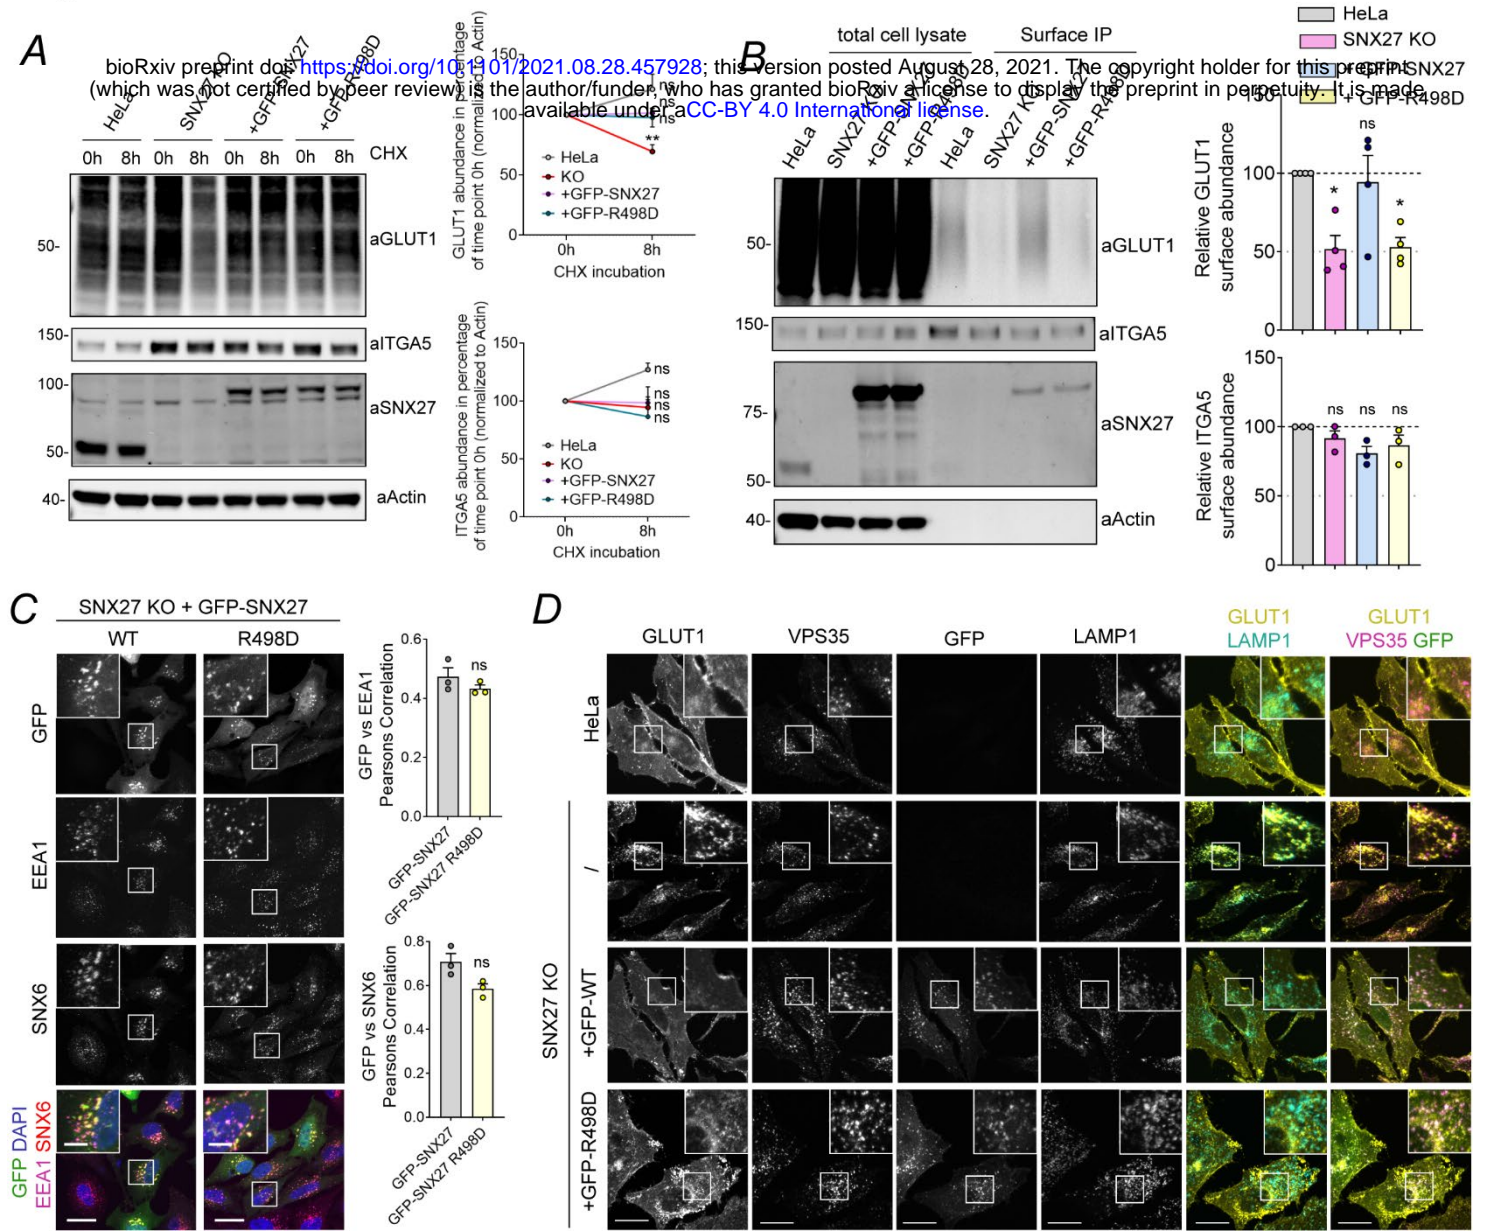 A
bioRxiv preprint doi: https://doi.org/10.1101/2021.08.28.457928; this version posted August 28, 2021. The copyright holder for this preprint
(which was not certified by peer review) is the author/funder, who has granted bioRxiv a license to display the preprint in perpetuity. It is made
available under aCC-BY 4.0 International license.
HeLa
SNX27 KO
+GFP-SNX27
+GFP-R498D
0h 8h 0h 8h 0h 8h 0h 8h CHX
50- aGLUT1
150- aITGA5
100-
aSNX27
50-
40- aActin
GLUT1 abundance in percentage
of time point 0h (normalized to Actin)
150
100
50
0
ns
ns
**
HeLa
KO
+GFP-SNX27
+GFP-R498D
0h 8h
CHX incubation
ITGA5 abundance in percentage
of time point 0h (normalized to Actin)
150
100
50
0
ns
ns
ns
ns
HeLa
KO
+GFP-SNX27
+GFP-R498D
0h 8h
CHX incubation
B
total cell lysate Surface IP
HeLa
SNX27 KO
+GFP-SNX27
+GFP-R498D
HeLa
SNX27 KO
+GFP-SNX27
+GFP-R498D
50- aGLUT1
150- aITGA5
75- aSNX27
50-
40- aActin
HeLa
SNX27 KO
+ GFP-SNX27
+ GFP-R498D
Relative GLUT1
surface abundance
150
100
50
0
*
ns
*
Relative ITGA5
surface abundance
150
100
50
0
ns ns ns
C
SNX27 KO + GFP-SNX27
WT R498D
GFP
EEA1
SNX6
GFP DAPI
EEA1 SNX6
GFP vs EEA1
Pearsons Correlation
0.6
0.4
0.2
0.0
ns
GFP-SNX27
GFP-SNX27 R498D
GFP vs SNX6
Pearsons Correlation
0.8
0.6
0.4
0.2
0.0
ns
GFP-SNX27
GFP-SNX27 R498D
D
GLUT1 VPS35 GFP LAMP1
GLUT1
LAMP1
GLUT1
VPS35 GFP
HeLa
SNX27 KO
/
+GFP-WT
+GFP-R498D